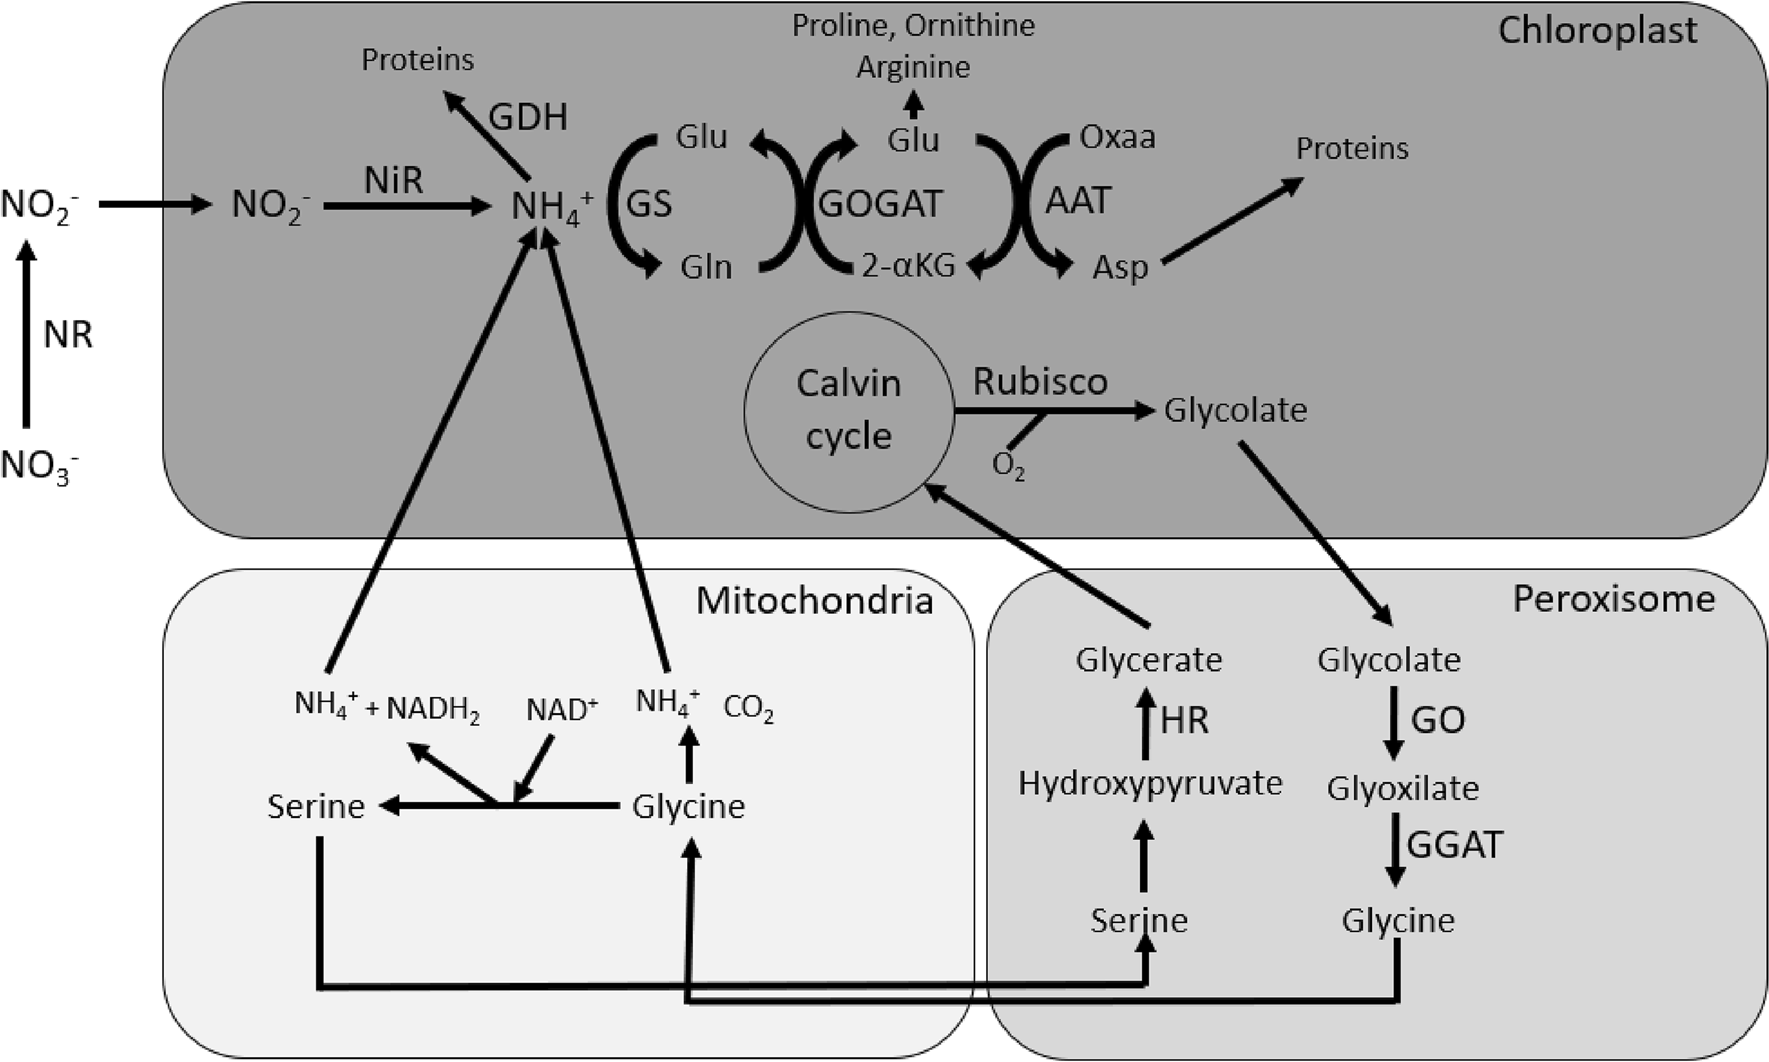 Chloroplast
Proline, Ornithine
Arginine
Proteins
GDH
Glu
Glu
Oxaa
Proteins
NO₂⁻
NO₂⁻
NiR
NH₄⁺
GS
GOGAT
AAT
Gln
2-αKG
Asp
NR
NO₃⁻
Calvin
cycle
Rubisco
O₂
Glycolate
Mitochondria
NH₄⁺ + NADH₂
NAD⁺
NH₄⁺
CO₂
Serine
Glycine
Peroxisome
Glycerate
Glycolate
HR
GO
Hydroxypyruvate
Glyoxilate
GGAT
Serine
Glycine